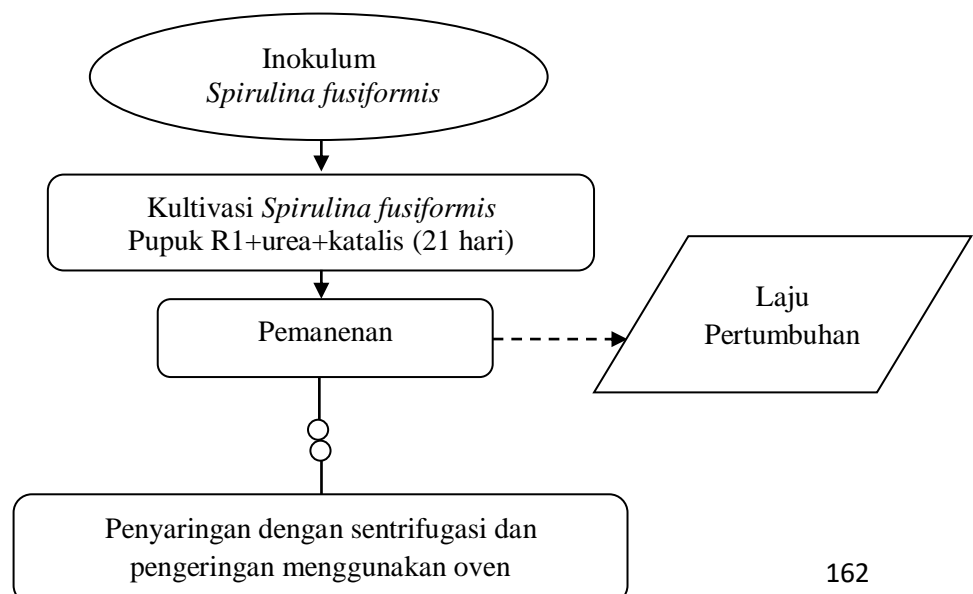 Inokulum
Spirulina fusiformis
Kultivasi Spirulina fusiformis
Pupuk R1+urea+katalis (21 hari)
Pemanenan
Laju
Pertumbuhan
Penyaringan dengan sentrifugasi dan
pengeringan menggunakan oven
162